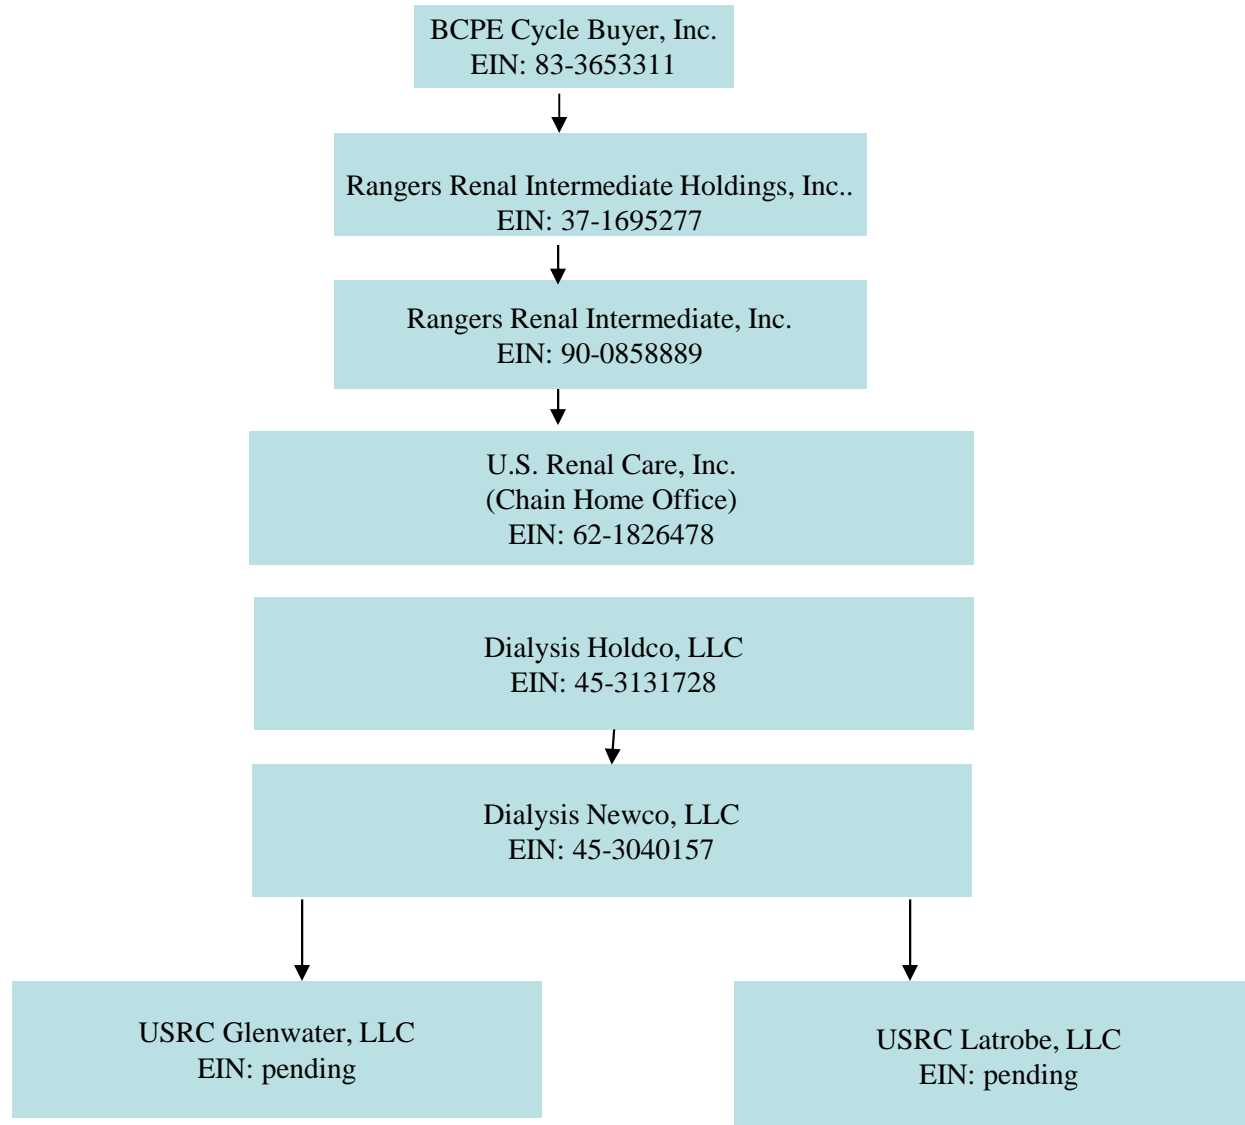 BCPE Cycle Buyer, Inc.
EIN: 83-3653311
Rangers Renal Intermediate Holdings, Inc..
EIN: 37-1695277
Rangers Renal Intermediate, Inc.
EIN: 90-0858889
U.S. Renal Care, Inc.
(Chain Home Office)
EIN: 62-1826478
Dialysis Holdco, LLC
EIN: 45-3131728
Dialysis Newco, LLC
EIN: 45-3040157
USRC Glenwater, LLC
EIN: pending
USRC Latrobe, LLC
EIN: pending